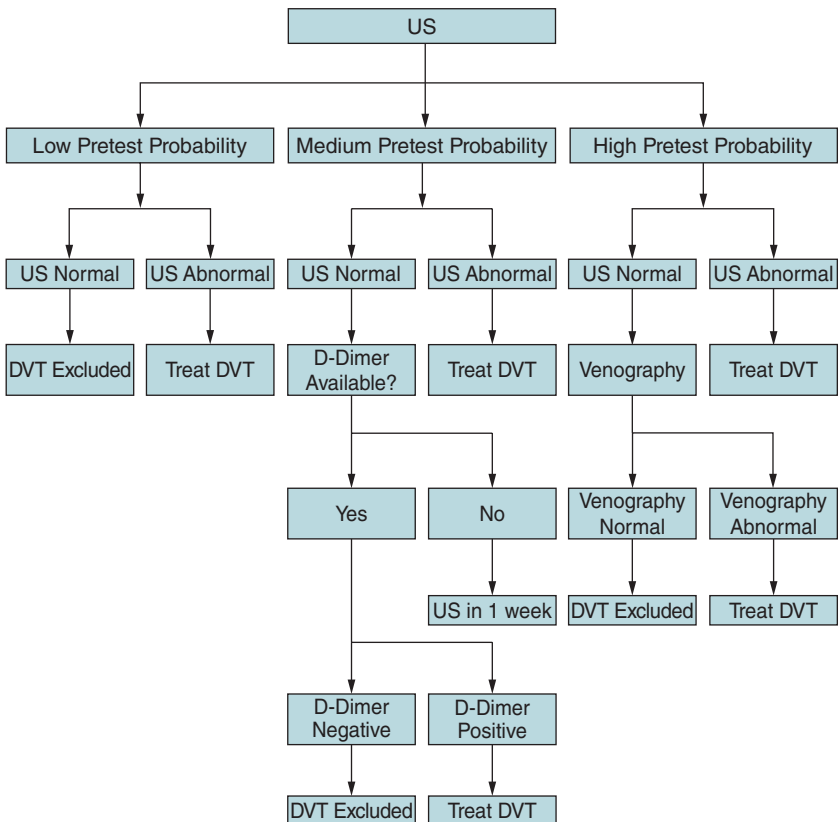 US
Low Pretest Probability
Medium Pretest Probability
High Pretest Probability
US Normal
US Abnormal
US Normal
US Abnormal
US Normal
US Abnormal
DVT Excluded
Treat DVT
D-Dimer
Available?
Treat DVT
Venography
Treat DVT
Yes
No
Venography
Normal
Venography
Abnormal
US in 1 week
DVT Excluded
Treat DVT
D-Dimer
Negative
D-Dimer
Positive
DVT Excluded
Treat DVT